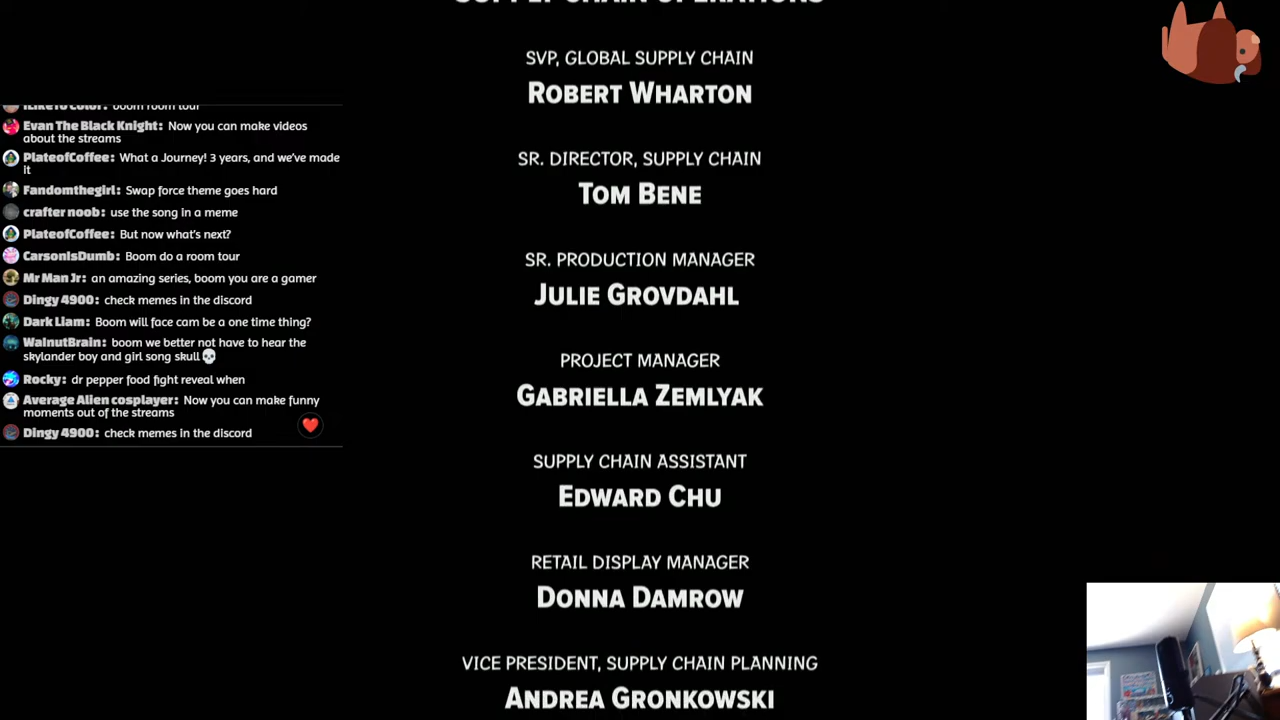 SUPPLY CHAIN OPERATIONS
SVP, GLOBAL SUPPLY CHAIN
ROBERT WHARTON
SR. DIRECTOR, SUPPLY CHAIN
TOM BENE
SR. PRODUCTION MANAGER
JULIE GROVDAHL
PROJECT MANAGER
GABRIELLA ZEMLYAK
SUPPLY CHAIN ASSISTANT
EDWARD CHU
RETAIL DISPLAY MANAGER
DONNA DAMROW
VICE PRESIDENT, SUPPLY CHAIN PLANNING
ANDREA GRONKOWSKI
ILikeToColor: boom room tour
Evan The Black Knight: Now you can make videos
about the streams
PlateofCoffee: What a Journey! 3 years, and we've made
it
Fandomthegirl: Swap force theme goes hard
crafter noob: use the song in a meme
PlateofCoffee: But now what's next?
CarsonIsDumb: Boom do a room tour
Mr Man Jr: an amazing series, boom you are a gamer
Dingy 4900: check memes in the discord
Dark Liam: Boom will face cam be a one time thing?
WalnutBrain: boom we better not have to hear the
skylander boy and girl song skull💀
Rocky: dr pepper food fight reveal when
Average Alien cosplayer: Now you can make funny
moments out of the streams
Dingy 4900: check memes in the discord